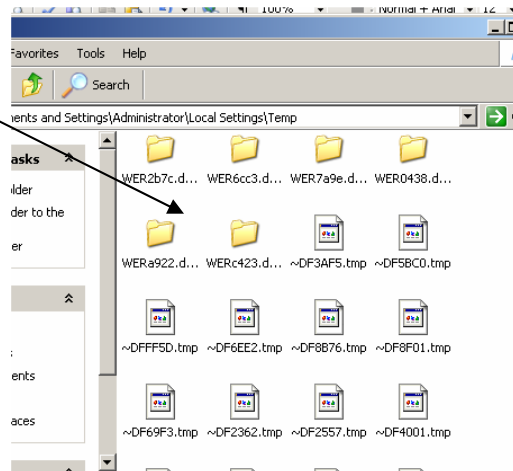 100% Normal + Arial 12
Favorites Tools Help
Search
ments and Settings\Administrator\Local Settings\Temp
asks
older
der to the
er
WER2b7c.d... WER6cc3.d... WER7a9e.d... WER0438.d...
WERa922.d... WERc423.d... ~DF3AF5.tmp ~DF5BC0.tmp
~DFFF5D.tmp ~DF6EE2.tmp ~DF8B76.tmp ~DF8F01.tmp
ents
aces
~DF69F3.tmp ~DF2362.tmp ~DF2557.tmp ~DF4001.tmp